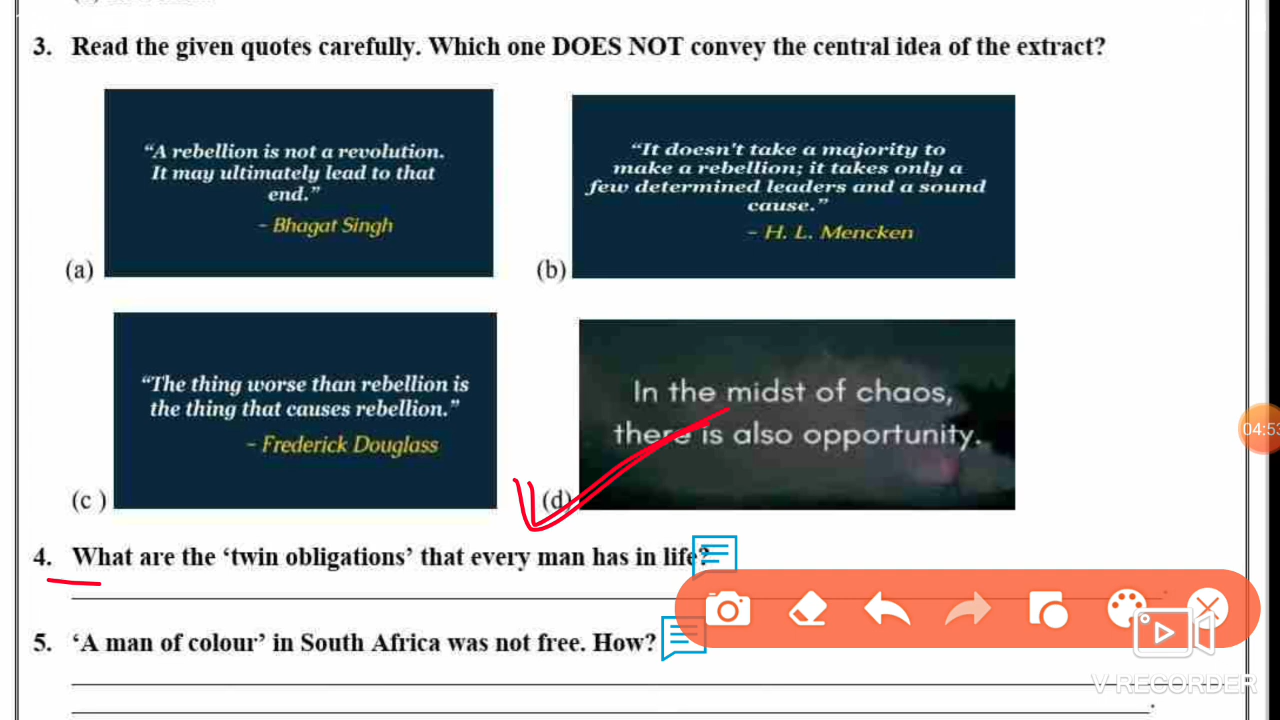 3. Read the given quotes carefully. Which one DOES NOT convey the central idea of the extract?
“A rebellion is not a revolution.
It may ultimately lead to that
end.”
– Bhagat Singh
(a)
“It doesn't take a majority to
make a rebellion; it takes only a
few determined leaders and a sound
cause.”
– H. L. Mencken
(b)
“The thing worse than rebellion is
the thing that causes rebellion.”
– Frederick Douglass
(c )
In the midst of chaos,
there is also opportunity.
(d)
04:53
4. What are the ‘twin obligations’ that every man has in life?
5. ‘A man of colour’ in South Africa was not free. How?
V RECORDER